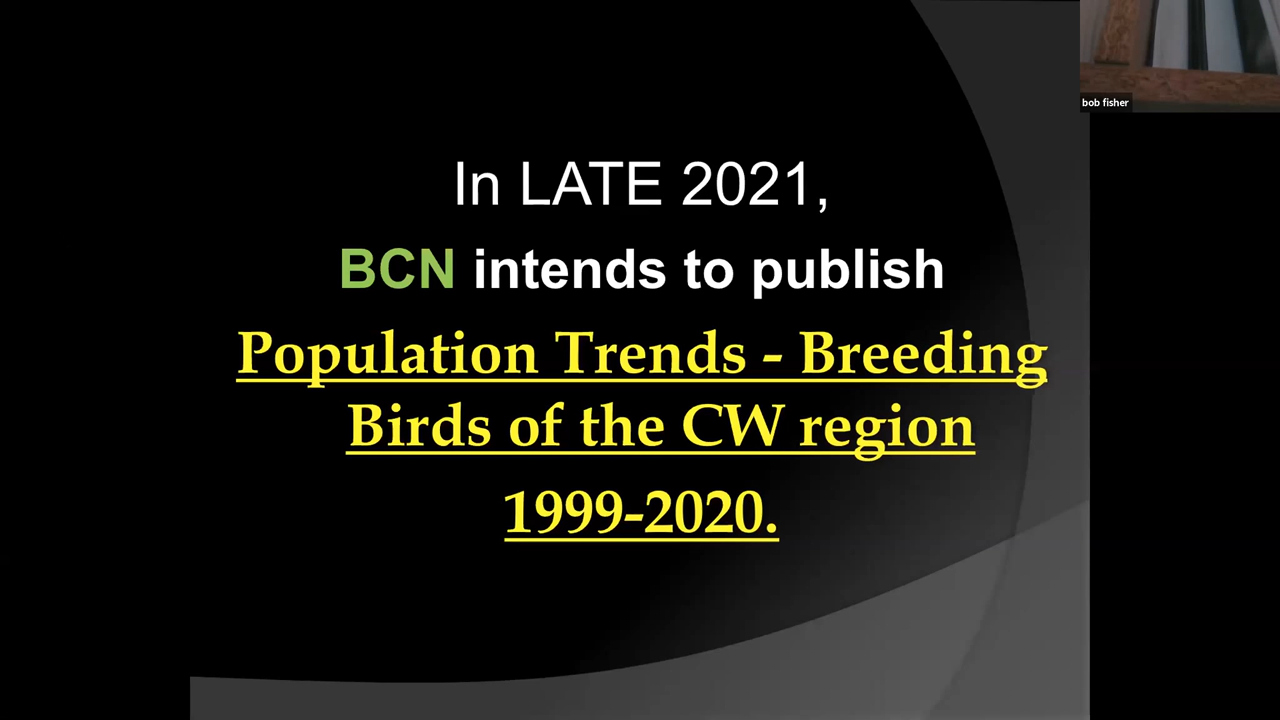 bob fisher
In LATE 2021,
BCN intends to publish
Population Trends - Breeding
Birds of the CW region
1999-2020.